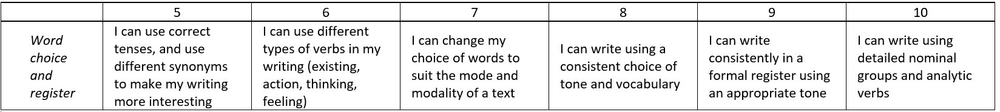 5 6 7 8 9 10
Word
choice
and
register
I can use correct
tenses, and use
different synonyms
to make my writing
more interesting
I can use different
types of verbs in my
writing (existing,
action, thinking,
feeling)
I can change my
choice of words to
suit the mode and
modality of a text
I can write using a
consistent choice of
tone and vocabulary
I can write
consistently in a
formal register using
an appropriate tone
I can write using
detailed nominal
groups and analytic
verbs